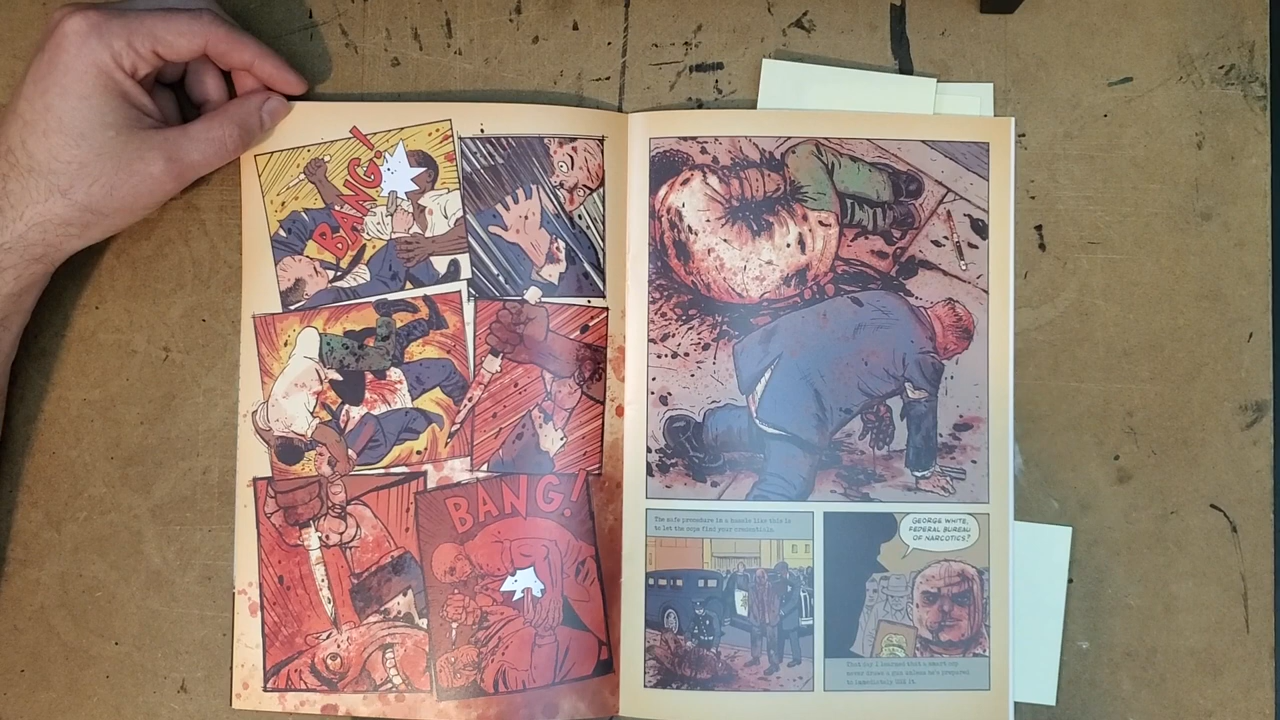 BANG!
BANG!
The safe procedure in a hassle like this is
to let the cops find your credentials.
GEORGE WHITE,
FEDERAL BUREAU
OF NARCOTICS?
That day I learned that a smart cop
never draws a gun unless he's prepared
to immediately USE it.